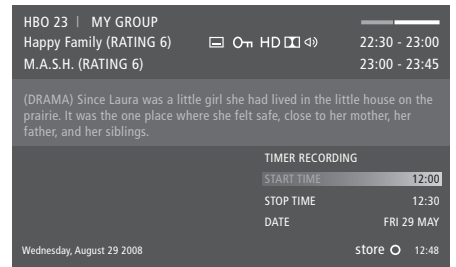 HBO 23 | MY GROUP
Happy Family (RATING 6) HD 22:30 - 23:00
M.A.S.H. (RATING 6) 23:00 - 23:45
(DRAMA) Since Laura was a little girl she had lived in the little house on the
prairie. It was the one place where she felt safe, close to her mother, her
father, and her siblings.
TIMER RECORDING
START TIME 12:00
STOP TIME 12:30
DATE FRI 29 MAY
Wednesday, August 29 2008 store 12:48